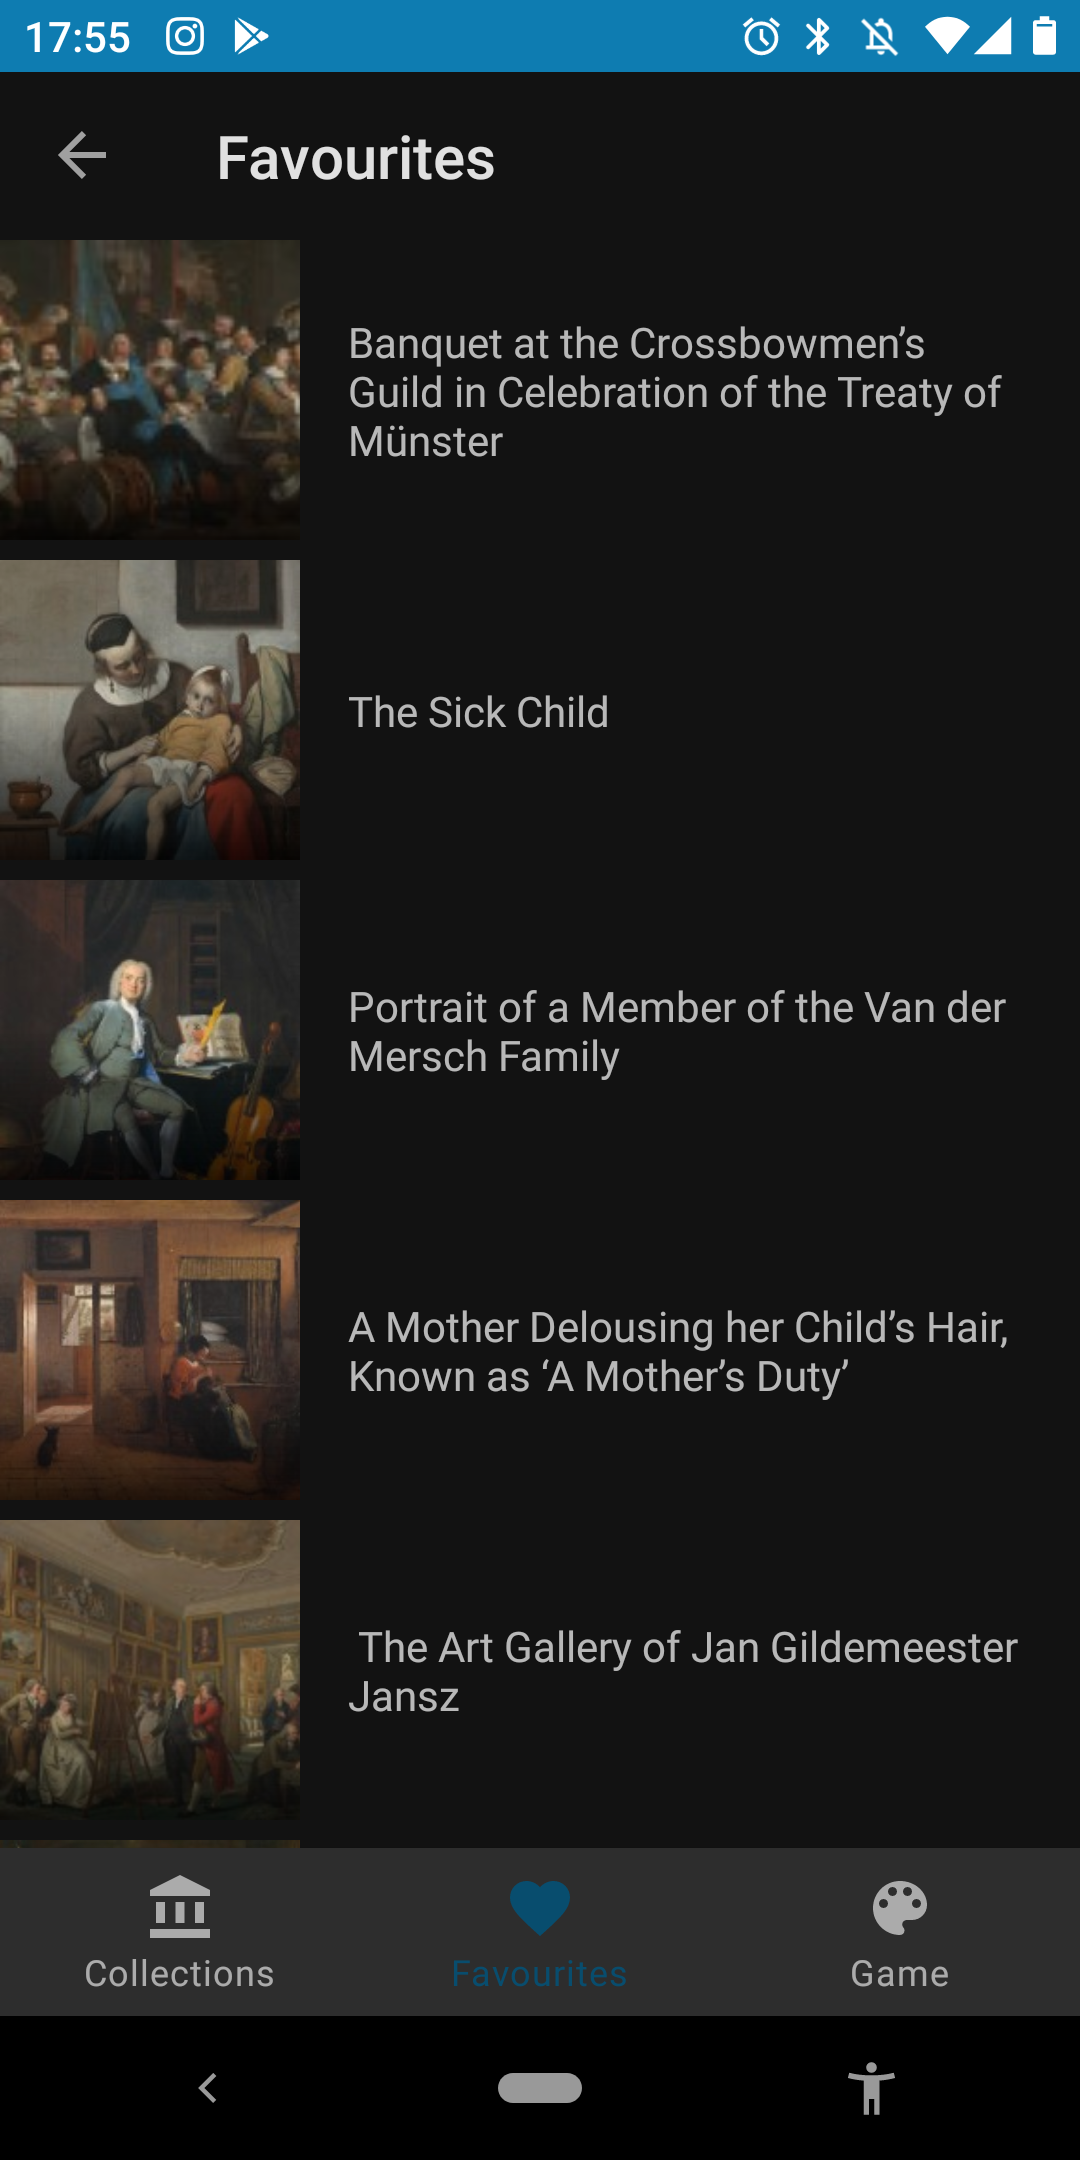 17:55
Favourites
Banquet at the Crossbowmen’s
Guild in Celebration of the Treaty of
Münster
The Sick Child
Portrait of a Member of the Van der
Mersch Family
A Mother Delousing her Child’s Hair,
Known as ‘A Mother’s Duty’
The Art Gallery of Jan Gildemeester
Jansz
Collections
Favourites
Game